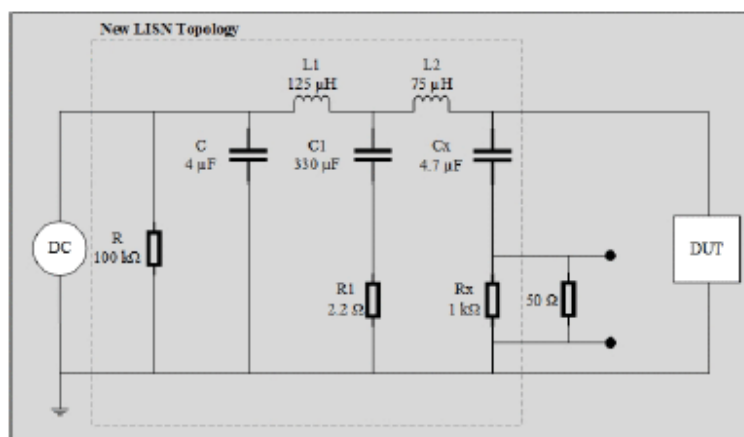 New LISN Topology
L1
125 µH
L2
75 µH
C
4 µF
C1
330 µF
Cx
4.7 µF
DC
R
100 kΩ
R1
2.2 Ω
Rx
1 kΩ
50 Ω
DUT